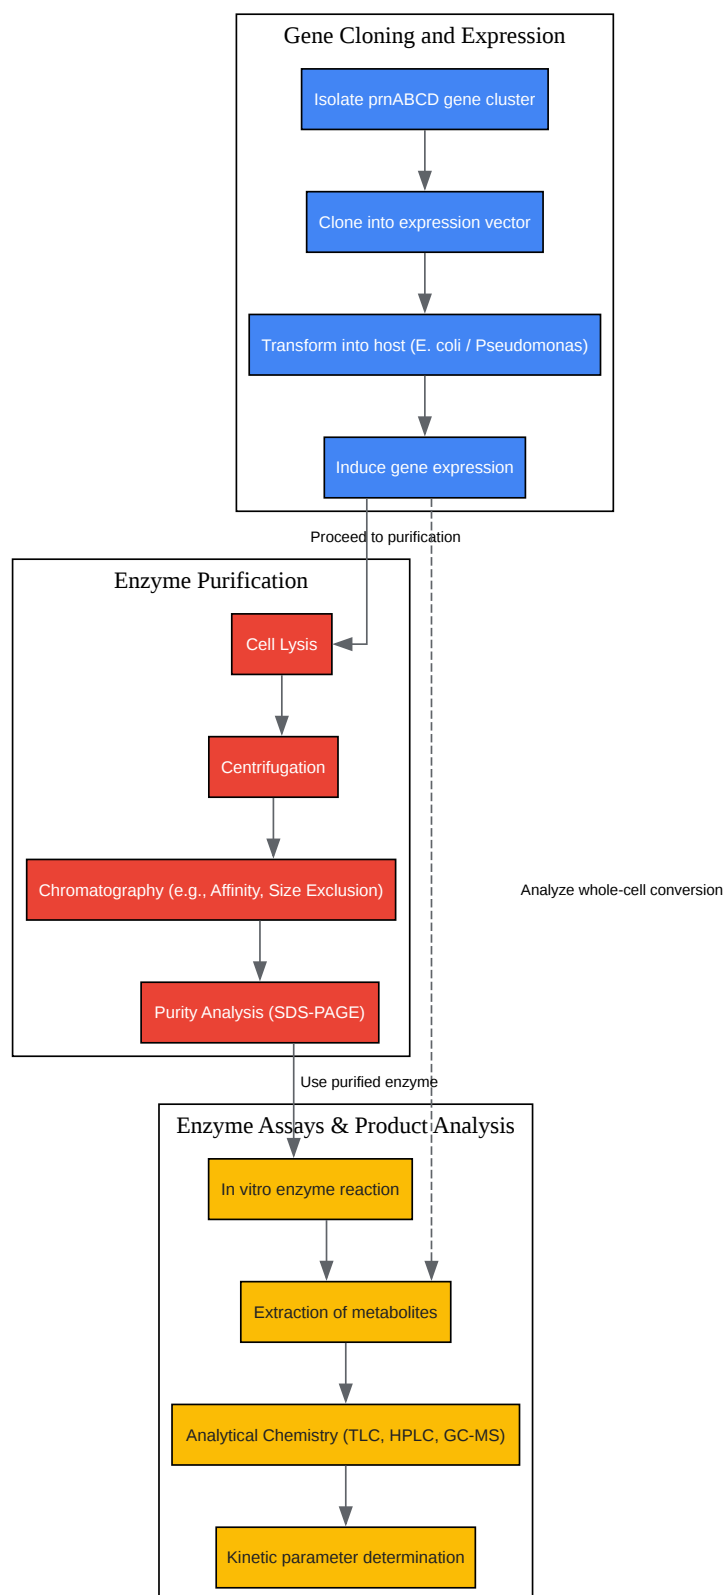 Gene Cloning and Expression
Isolate prnABCD gene cluster
Clone into expression vector
Transform into host (E. coli / Pseudomonas)
Induce gene expression
Proceed to purification
Enzyme Purification
Cell Lysis
Centrifugation
Chromatography (e.g., Affinity, Size Exclusion)
Analyze whole-cell conversion
Purity Analysis (SDS-PAGE)
Use purified enzyme
Enzyme Assays & Product Analysis
In vitro enzyme reaction
Extraction of metabolites
Analytical Chemistry (TLC, HPLC, GC-MS)
Kinetic parameter determination